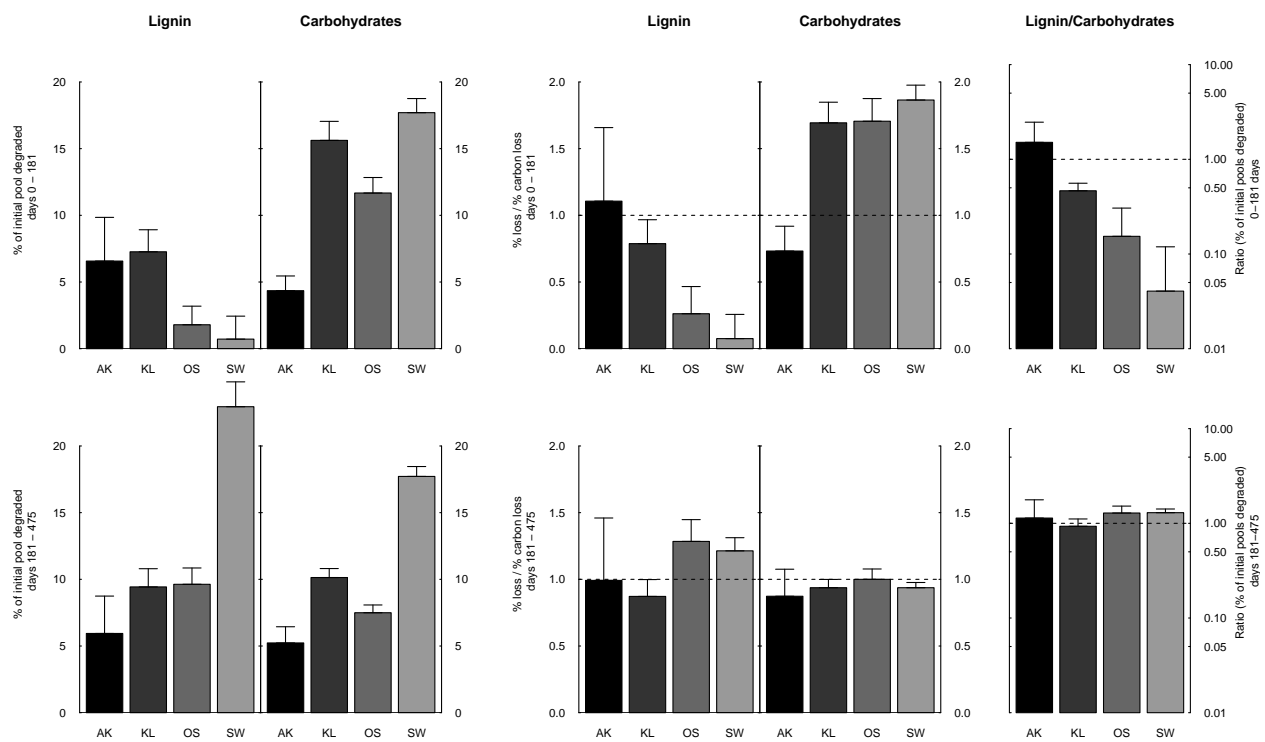 Lignin Carbohydrates Lignin Carbohydrates Lignin/Carbohydrates
% of initial pool degraded
days 0 − 181
0
5
10
15
20
AK KL OS SW
AK KL OS SW
0
5
10
15
20
% loss / % carbon loss
days 0 − 181
0.0
0.5
1.0
1.5
2.0
AK KL OS SW
AK KL OS SW
0.0
0.5
1.0
1.5
2.0
AK KL OS SW
0.01
0.05
0.10
0.50
1.00
5.00
10.00
Ratio (% of initial pools degraded)
0−181 days
% of initial pool degraded
days 181 − 475
0
5
10
15
20
AK KL OS SW
AK KL OS SW
0
5
10
15
20
% loss / % carbon loss
days 181 − 475
0.0
0.5
1.0
1.5
2.0
AK KL OS SW
AK KL OS SW
0.0
0.5
1.0
1.5
2.0
AK KL OS SW
0.01
0.05
0.10
0.50
1.00
5.00
10.00
Ratio (% of initial pools degraded)
days 181−475